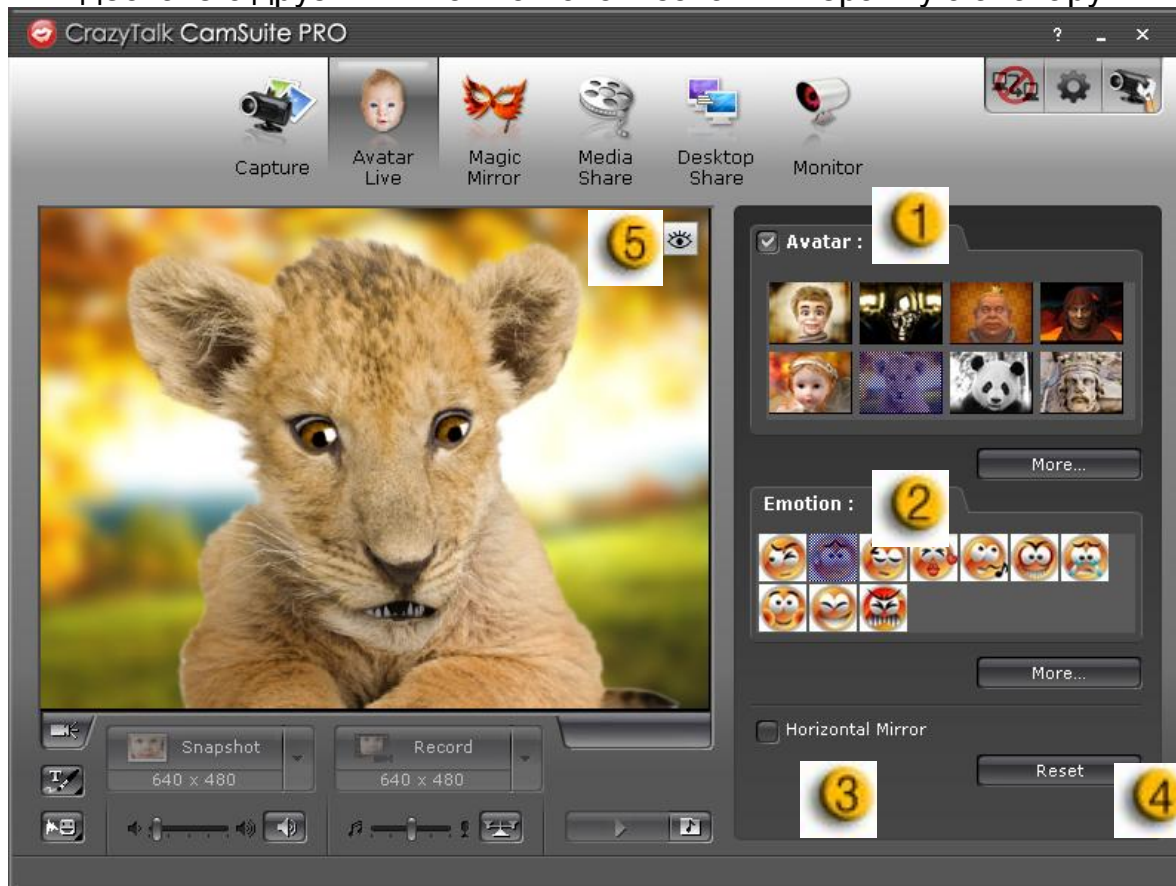 CrazyTalk CamSuite PRO
Capture
Avatar Live
Magic Mirror
Media Share
Desktop Share
Monitor
5
1
Avatar :
More...
Emotion :
2
More...
Horizontal Mirror
Reset
3
4
Snapshot
640 x 480
Record
640 x 480